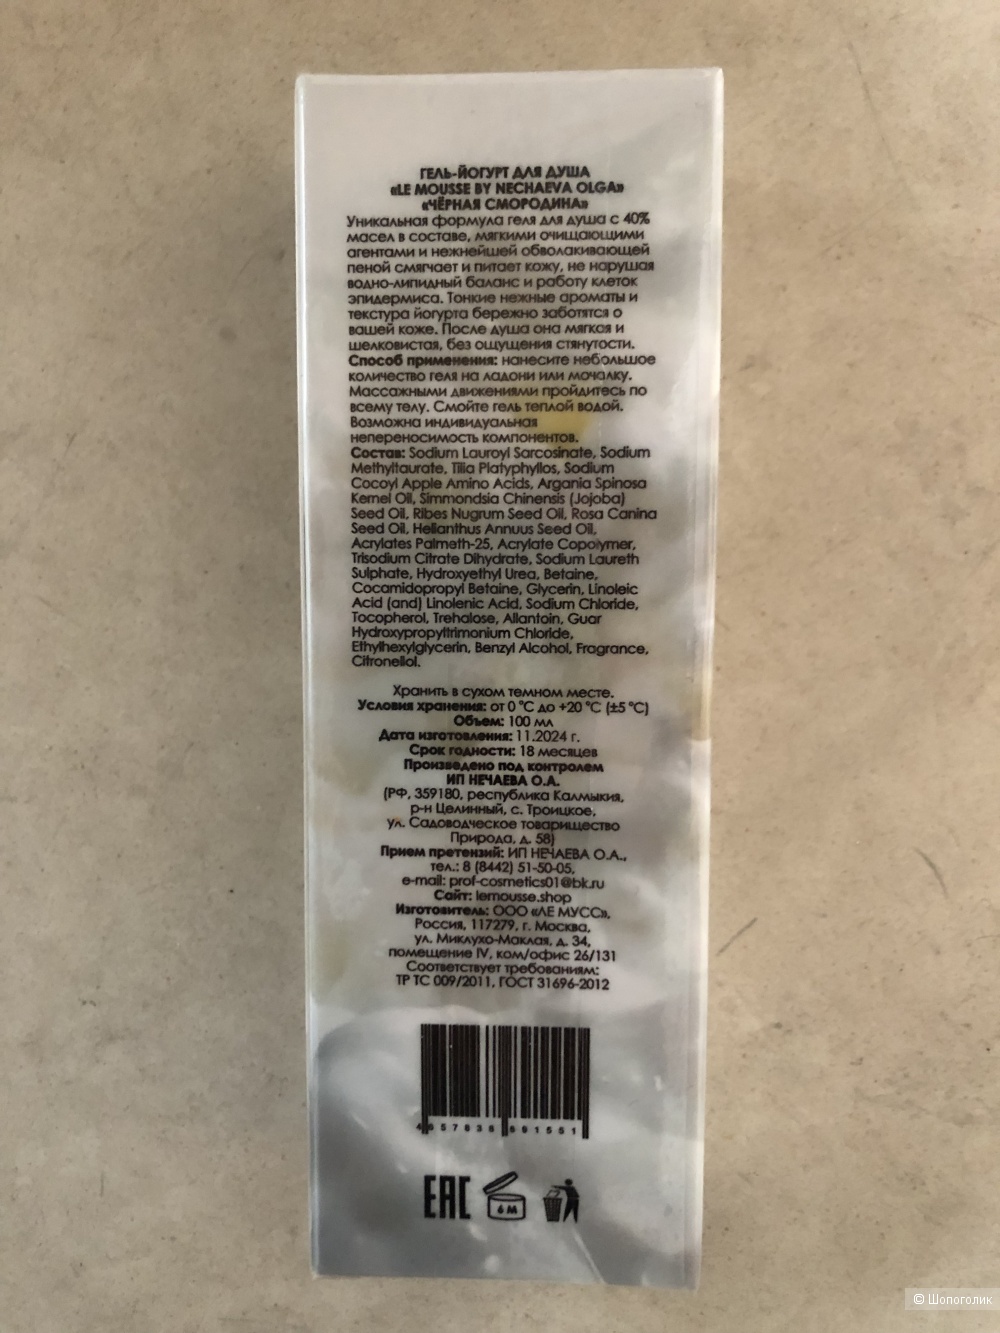 ГЕЛЬ-ЙОГУРТ ДЛЯ ДУША
«LE MOUSSE BY NECHAEVA OLGA»
«ЧЁРНАЯ СМОРОДИНА»
Уникальная формула геля для душа с 40%
масел в составе, мягкими очищающими
агентами и нежнейшей обволакивающей
пеной смягчает и питает кожу, не нарушая
водно-липидный баланс и работу клеток
эпидермиса. Тонкие нежные ароматы и
текстура йогурта бережно заботятся о
вашей коже. После душа она мягкая и
шелковистая, без ощущения стянутости.
Способ применения: нанесите небольшое
количество геля на ладони или мочалку.
Массажными движениями пройдитесь по
всему телу. Смойте гель теплой водой.
Возможна индивидуальная
непереносимость компонентов.
Состав: Sodium Lauroyl Sarcosinate, Sodium
Methyltaurate, Tilia Platyphyllos, Sodium
Cocoyl Apple Amino Acids, Argania Spinosa
Kernel Oil, Simmondsia Chinensis (Jojoba)
Seed Oil, Ribes Nugrum Seed Oil, Rosa Canina
Seed Oil, Helianthus Annuus Seed Oil,
Acrylates Palmeth-25, Acrylate Copolymer,
Trisodium Citrate Dihydrate, Sodium Laureth
Sulphate, Hydroxyethyl Urea, Betaine,
Cocamidopropyl Betaine, Glycerin, Linoleic
Acid (and) Linolenic Acid, Sodium Chloride,
Tocopherol, Trehalose, Allantoin, Guar
Hydroxypropyltrimonium Chloride,
Ethylhexylglycerin, Benzyl Alcohol, Fragrance,
Citronellol.
Хранить в сухом темном месте.
Условия хранения: от 0 °C до +20 °C (±5 °C)
Объем: 100 мл
Дата изготовления: 11.2024 г.
Срок годности: 18 месяцев
Произведено под контролем
ИП НЕЧАЕВА О.А.
(РФ, 359180, республика Калмыкия,
р-н Целинный, с. Троицкое,
ул. Садоводческое товарищество
Природа, д. 58)
Прием претензий: ИП НЕЧАЕВА О.А.,
тел.: 8 (8442) 51-50-05,
e-mail: prof-cosmetics01@bk.ru
Сайт: lemousse.shop
Изготовитель: ООО «ЛЕ МУСС»,
Россия, 117279, г. Москва,
ул. Миклухо-Маклая, д. 34,
помещение IV, ком/офис 26/131
Соответствует требованиям:
ТР ТС 009/2011, ГОСТ 31696-2012
EAC
6 M
© Шопоголик